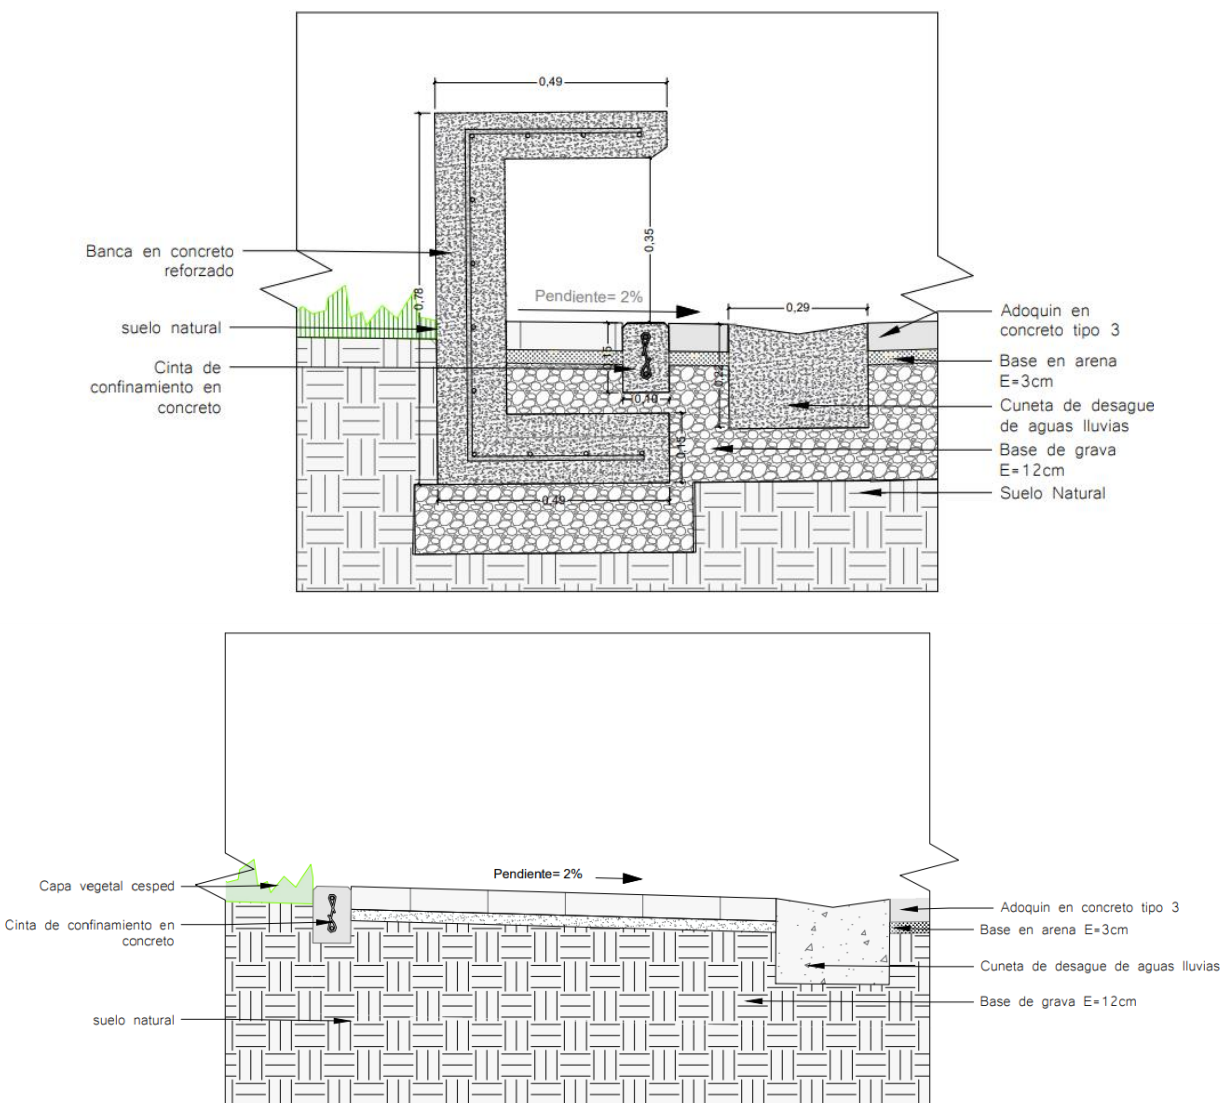 0,49
Banca en concreto
reforzado
0,78
0,35
Pendiente= 2%
0,29
suelo natural
Cinta de
confinamiento en
concreto
0,15
0,10
0,22
0,15
0,49
Adoquin en
concreto tipo 3
Base en arena
E=3cm
Cuneta de desague
de aguas lluvias
Base de grava
E=12cm
Suelo Natural
Pendiente= 2%
Capa vegetal cesped
Cinta de confinamiento en
concreto
suelo natural
Adoquin en concreto tipo 3
Base en arena E=3cm
Cuneta de desague de aguas lluvias
Base de grava E=12cm